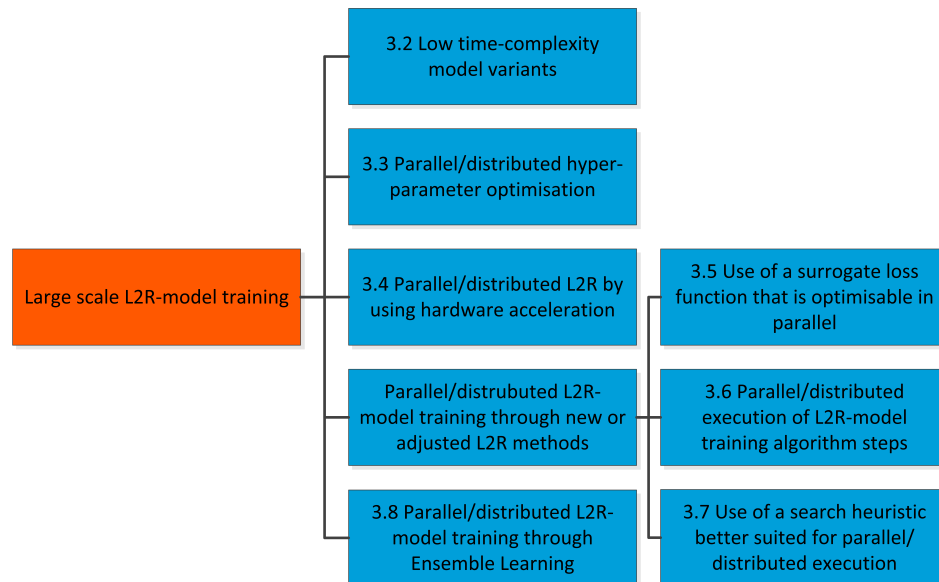 3.2 Low time-complexity
model variants
3.3 Parallel/distributed hyper-
parameter optimisation
Large scale L2R-model training
3.4 Parallel/distributed L2R by
using hardware acceleration
3.5 Use of a surrogate loss
function that is optimisable in
parallel
Parallel/distrubuted L2R-
model training through new or
adjusted L2R methods
3.6 Parallel/distributed
execution of L2R-model
training algorithm steps
3.8 Parallel/distributed L2R-
model training through
Ensemble Learning
3.7 Use of a search heuristic
better suited for parallel/
distributed execution